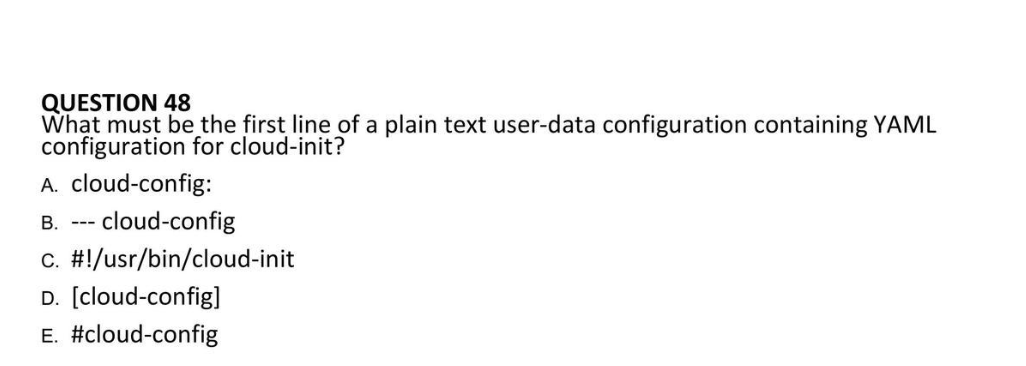 QUESTION 48
What must be the first line of a plain text user-data configuration containing YAML
configuration for cloud-init?
A. cloud-config:
B. --- cloud-config
C. #!/usr/bin/cloud-init
D. [cloud-config]
E. #cloud-config